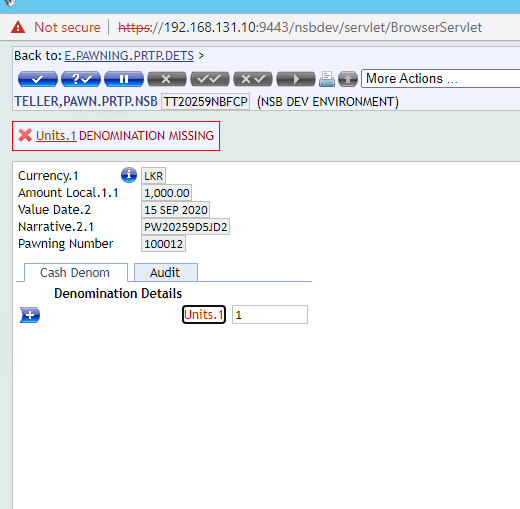 Not secure | https://192.168.131.10:9443/nsbdev/servlet/BrowserServlet
Back to: E.PAWNING.PRTP.DETS >
More Actions ...
TELLER,PAWN.PRTP.NSB TT20259NBFCP (NSB DEV ENVIRONMENT)
Units.1 DENOMINATION MISSING
Currency.1 LKR
Amount Local.1.1 1,000.00
Value Date.2 15 SEP 2020
Narrative.2.1 PW20259D5JD2
Pawning Number 100012
Cash Denom Audit
Denomination Details
Units.1 1